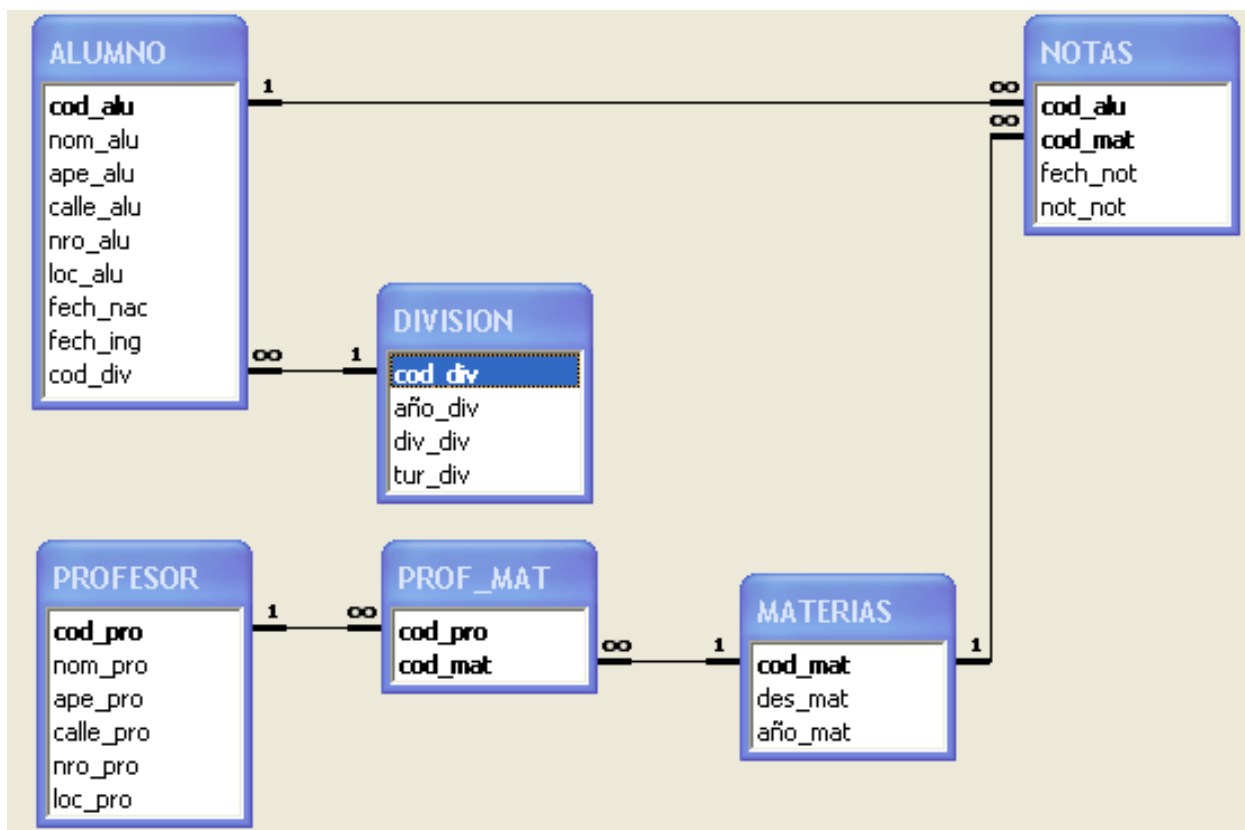 ALUMNO
cod_alu
nom_alu
ape_alu
calle_alu
nro_alu
loc_alu
fech_nac
fech_ing
cod_div
1
∞
NOTAS
cod_alu
cod_mat
fech_not
not_not
∞
∞
DIVISION
cod_div
año_div
div_div
tur_div
1
PROFESOR
cod_pro
nom_pro
ape_pro
calle_pro
nro_pro
loc_pro
1
∞
PROF_MAT
cod_pro
cod_mat
∞
1
MATERIAS
cod_mat
des_mat
año_mat
1